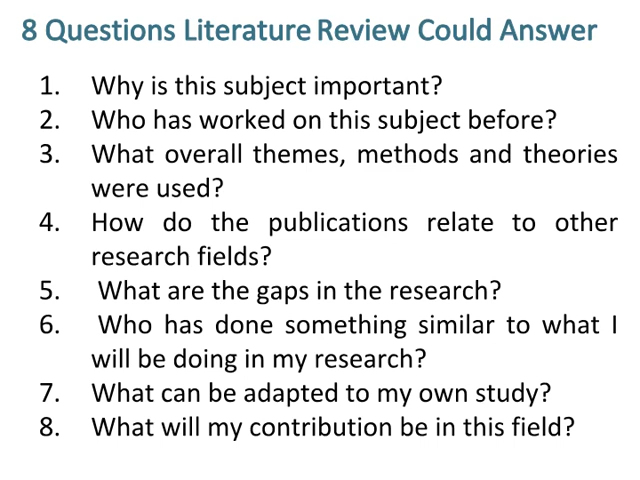 8 Questions Literature Review Could Answer
1. Why is this subject important?
2. Who has worked on this subject before?
3. What overall themes, methods and theories
were used?
4. How do the publications relate to other
research fields?
5. What are the gaps in the research?
6. Who has done something similar to what I
will be doing in my research?
7. What can be adapted to my own study?
8. What will my contribution be in this field?